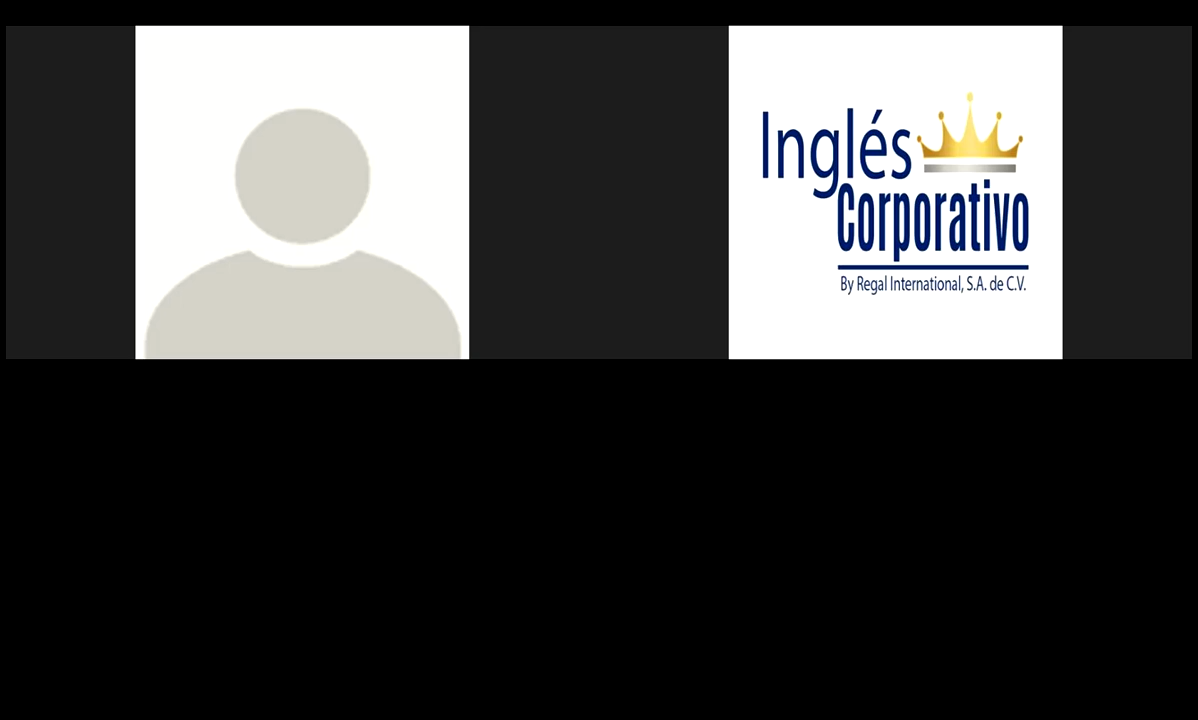 Inglés
Corporativo
By Regal International, S.A. de C.V.